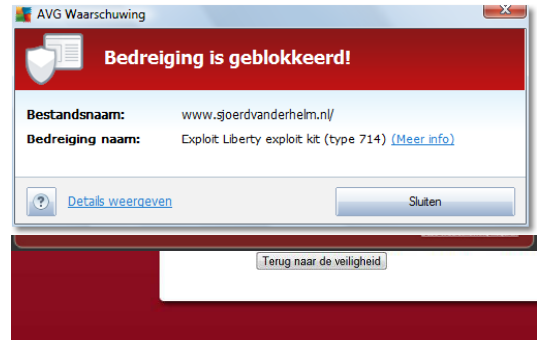 AVG Waarschuwing
Bedreiging is geblokkeerd!
Bestandsnaam: www.sjoerdvanderhelm.nl/
Bedreiging naam: Exploit Liberty exploit kit (type 714) (Meer info)
? Details weergeven Sluiten
Terug naar de veiligheid